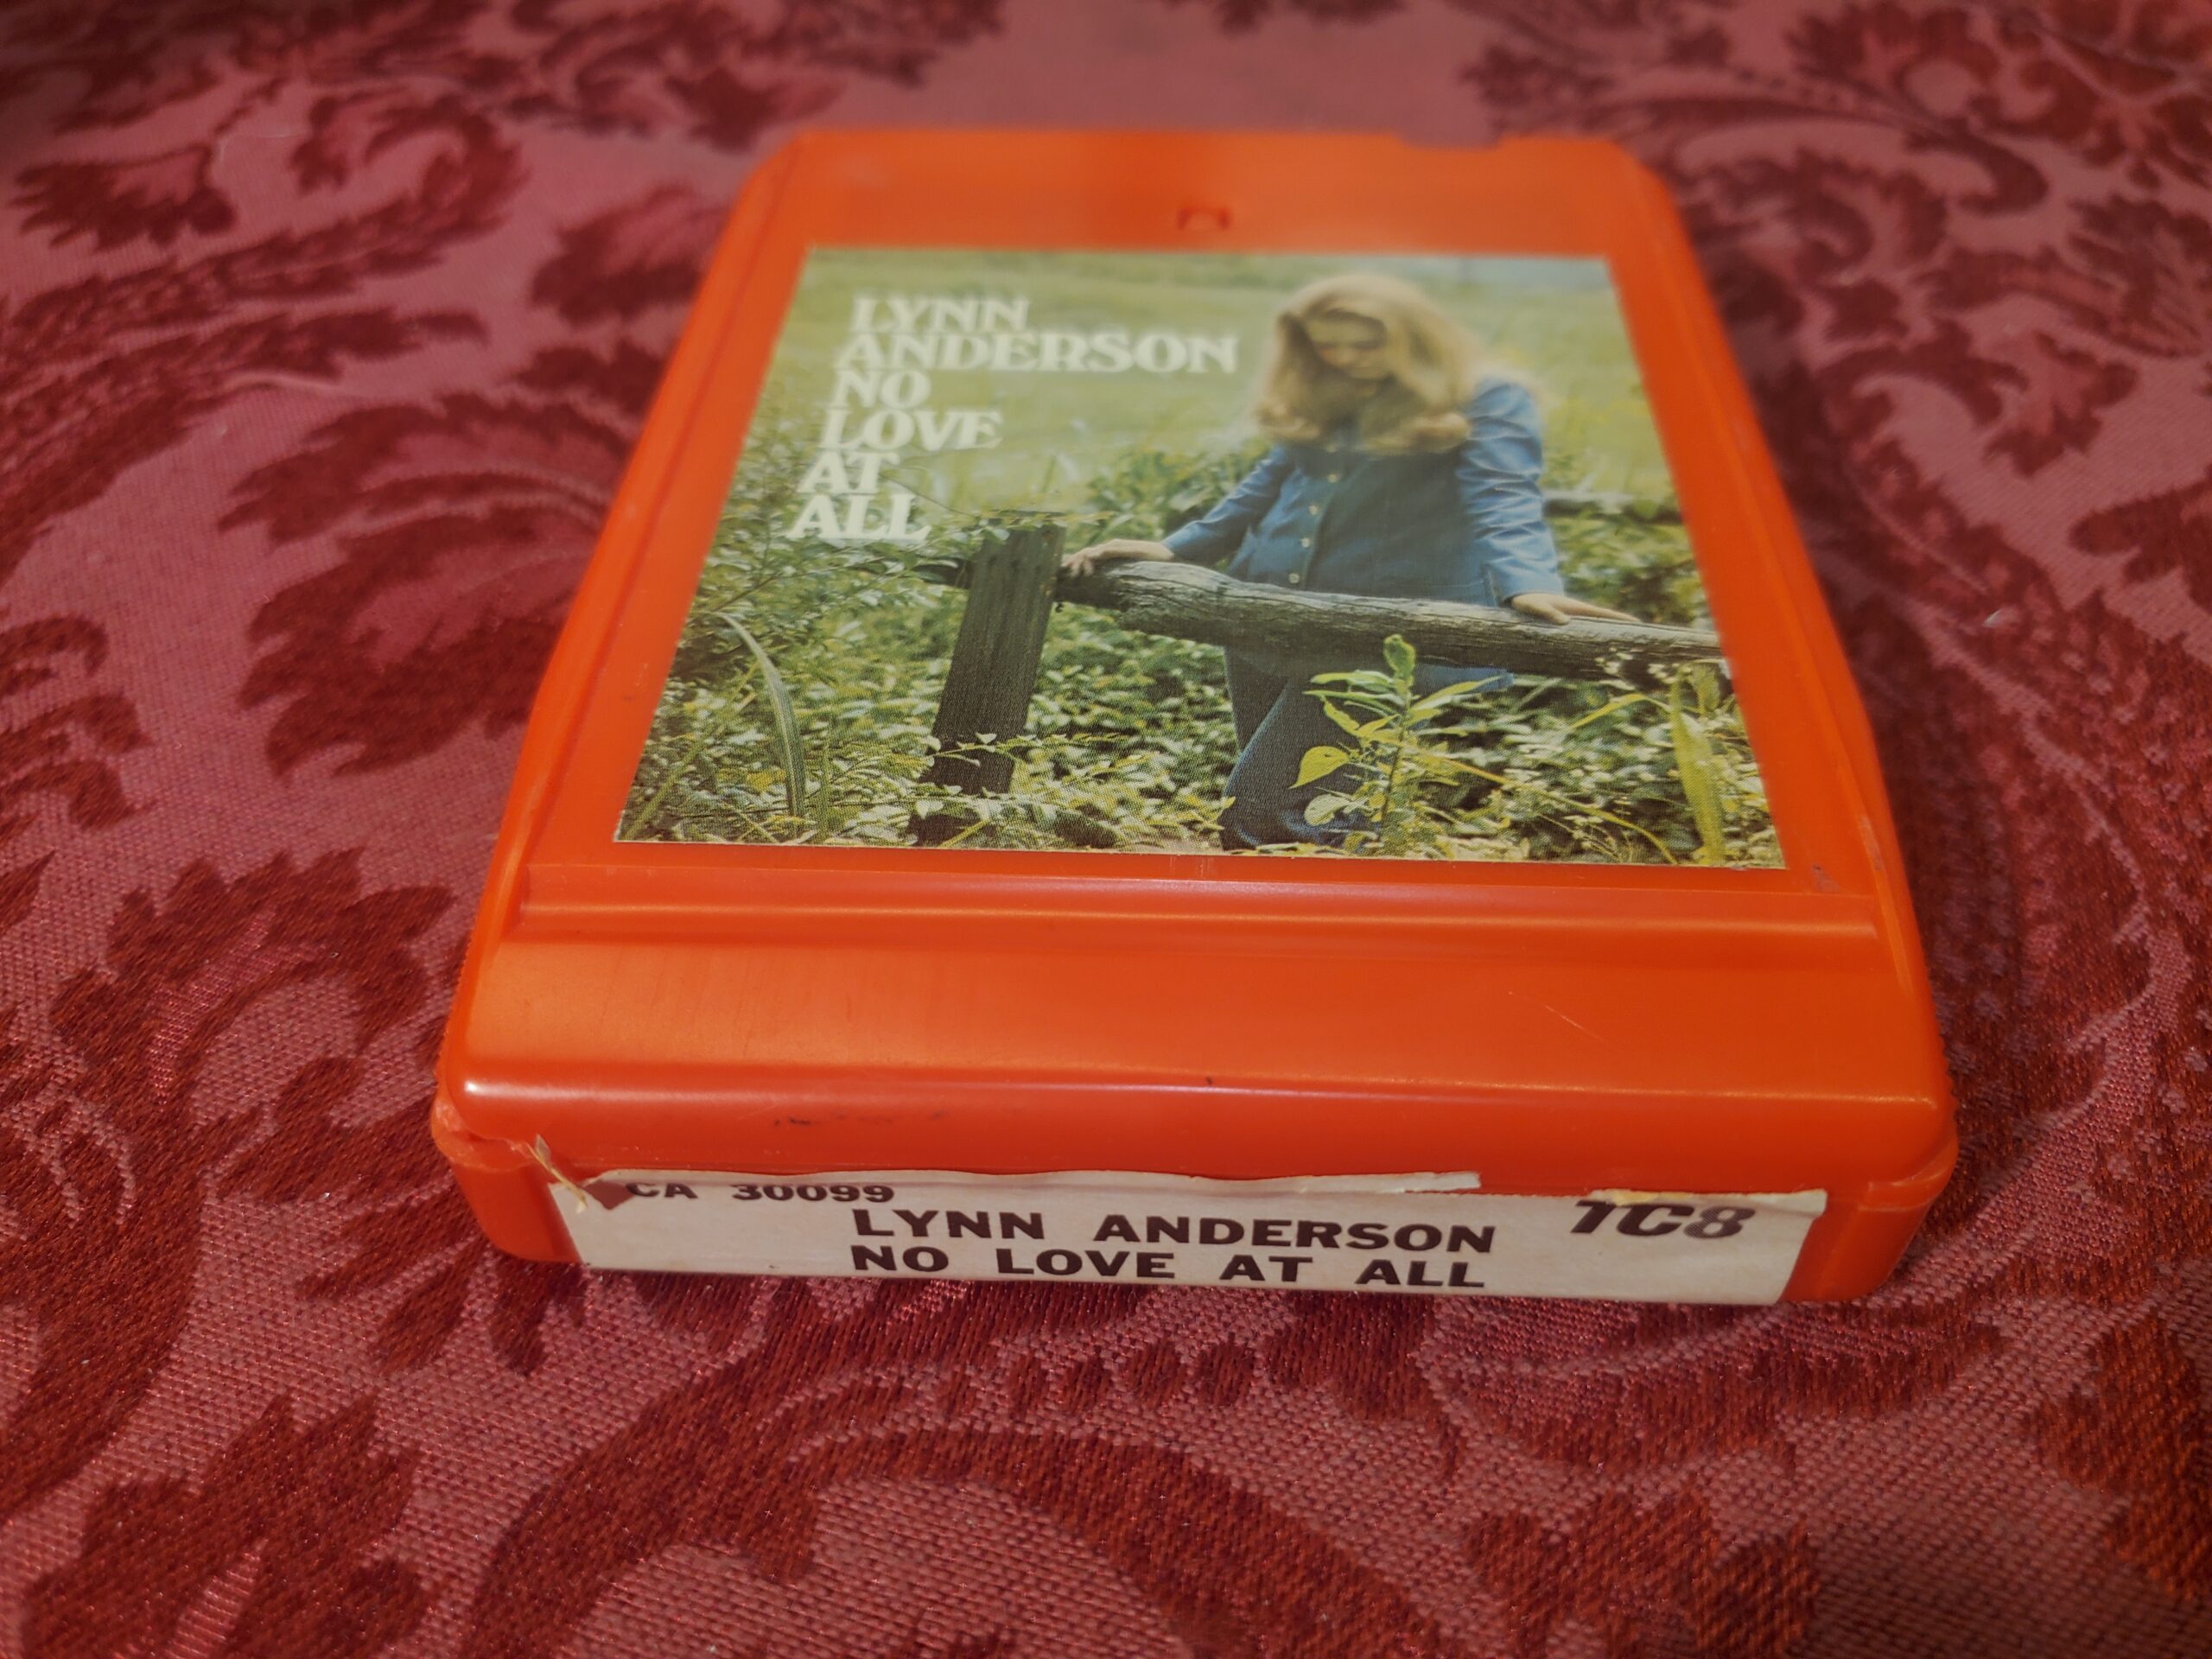 LYNN
ANDERSON
NO
LOVE
AT
ALL
CA 30099
TC8
LYNN ANDERSON
NO LOVE AT ALL